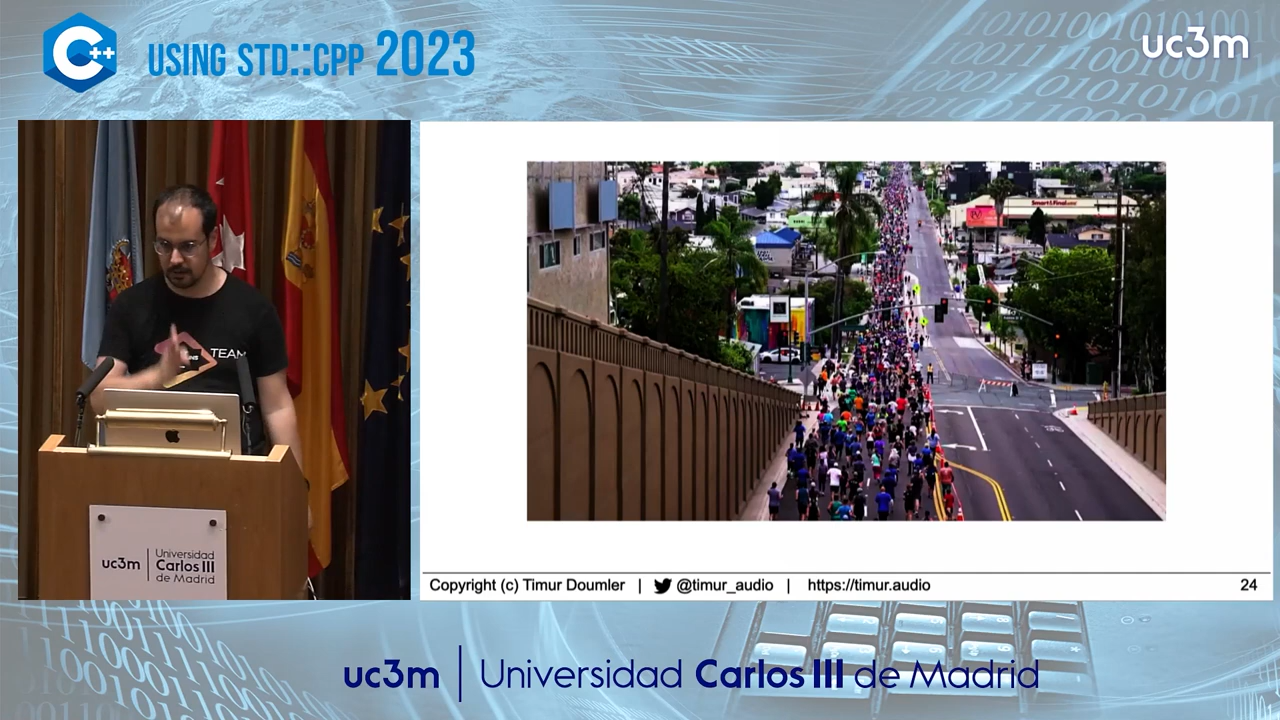 C++
USING STD::CPP 2023
uc3m
TEAM
uc3m | Universidad
Carlos III
de Madrid
Smart&Final
Copyright (c) Timur Doumler | @timur_audio | https://timur.audio
24
uc3m | Universidad Carlos III de Madrid